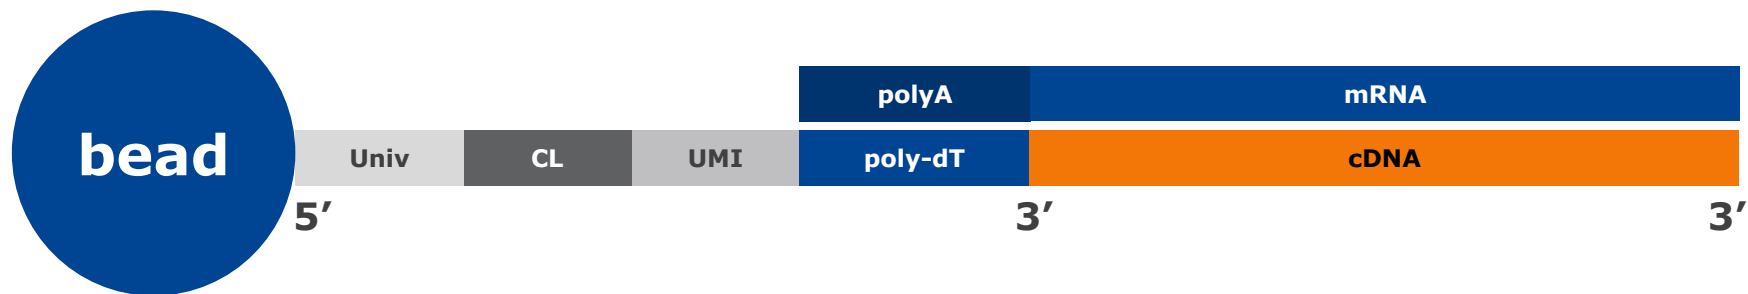 polyA mRNA
bead Univ CL UMI poly-dT cDNA
5′ 3′ 3′